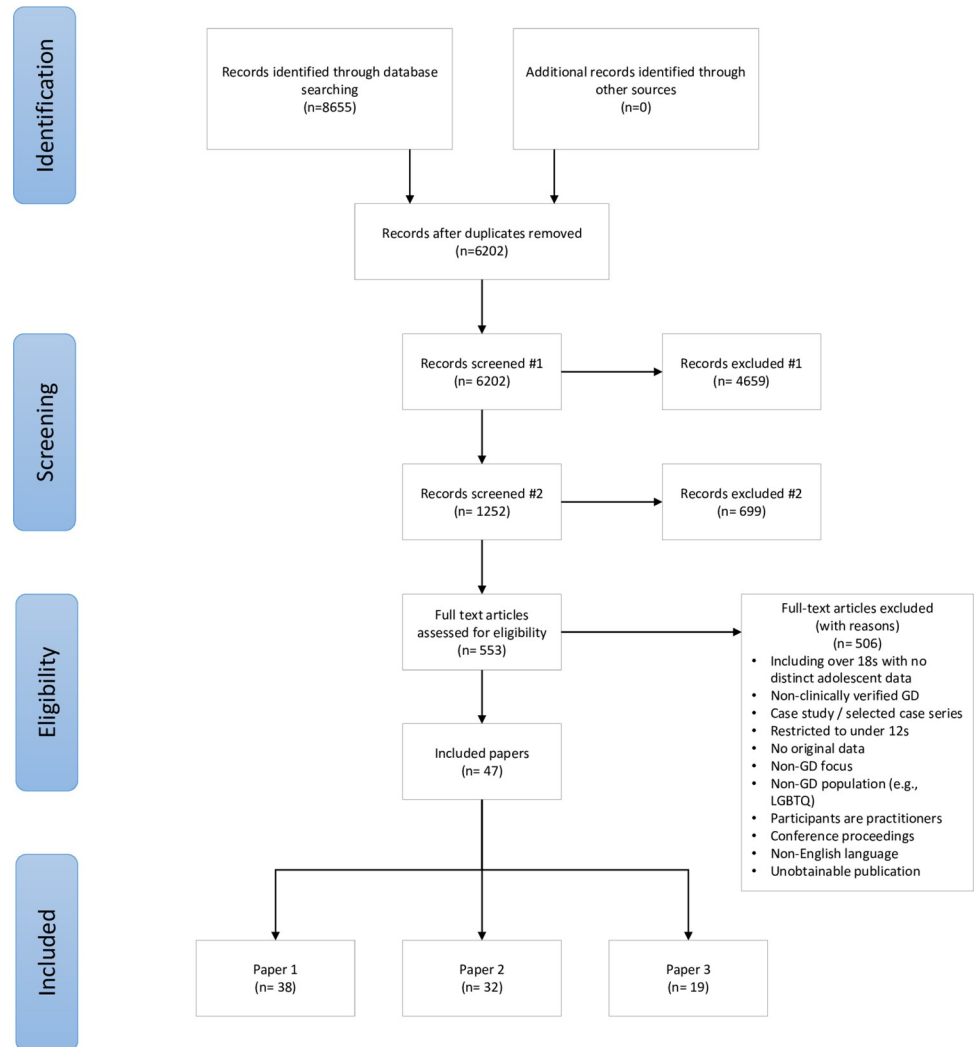 Identification
Records identified through database
searching
(n=8655)
Additional records identified through
other sources
(n=0)
Records after duplicates removed
(n=6202)
Screening
Records screened #1
(n= 6202)
Records excluded #1
(n= 4659)
Records screened #2
(n= 1252)
Records excluded #2
(n= 699)
Eligibility
Full text articles
assessed for eligibility
(n= 553)
Full-text articles excluded
(with reasons)
(n= 506)
• Including over 18s with no
distinct adolescent data
• Non-clinically verified GD
• Case study / selected case series
• Restricted to under 12s
• No original data
• Non-GD focus
• Non-GD population (e.g.,
LGBTQ)
• Participants are practitioners
• Conference proceedings
• Non-English language
• Unobtainable publication
Included papers
(n= 47)
Included
Paper 1
(n= 38)
Paper 2
(n= 32)
Paper 3
(n= 19)